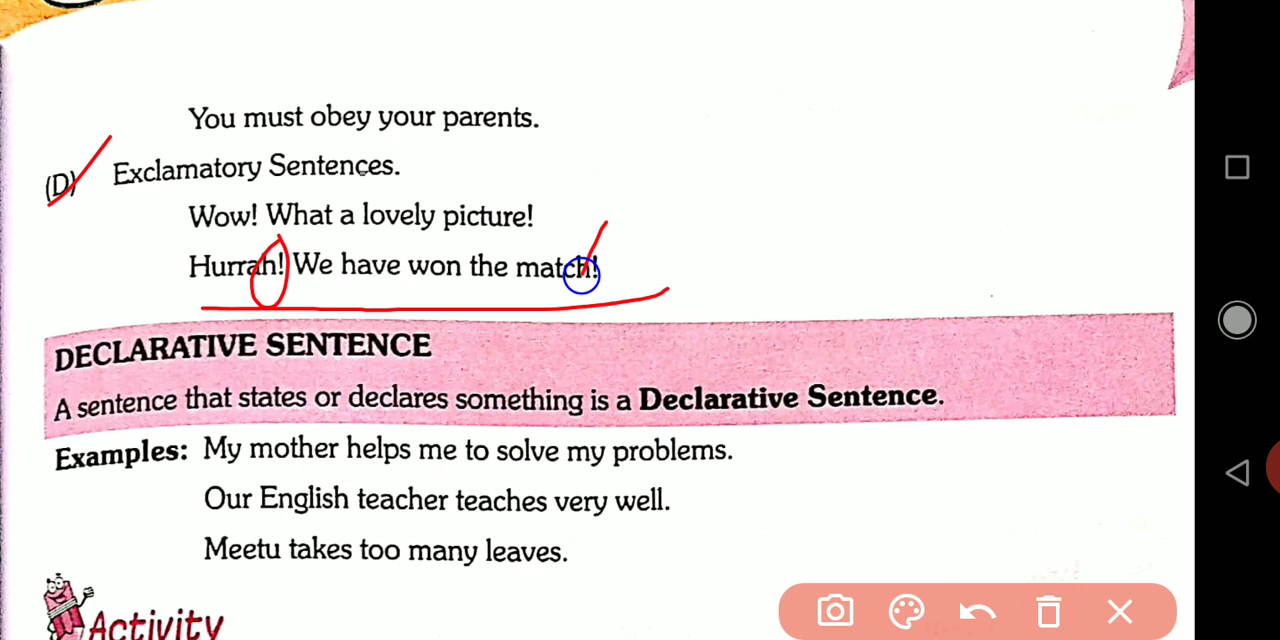 You must obey your parents.
(D) Exclamatory Sentences.
Wow! What a lovely picture!
Hurrah! We have won the match!
DECLARATIVE SENTENCE
A sentence that states or declares something is a Declarative Sentence.
Examples: My mother helps me to solve my problems.
Our English teacher teaches very well.
Meetu takes too many leaves.
Activity